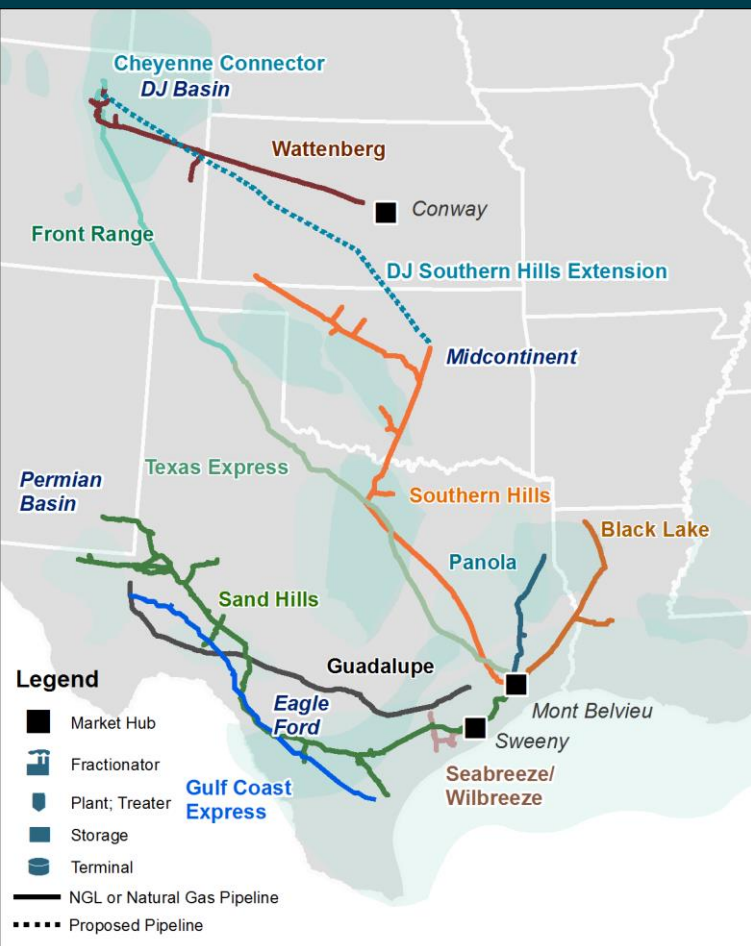 Cheyenne Connector
DJ Basin
Wattenberg
Conway
Front Range
DJ Southern Hills Extension
Midcontinent
Texas Express
Permian
Basin
Southern Hills
Black Lake
Panola
Sand Hills
Guadalupe
Legend
Market Hub
Fractionator
Plant; Treater
Storage
Terminal
NGL or Natural Gas Pipeline
Proposed Pipeline
Eagle
Ford
Mont Belvieu
Sweeny
Seabreeze/
Wilbreeze
Gulf Coast
Express